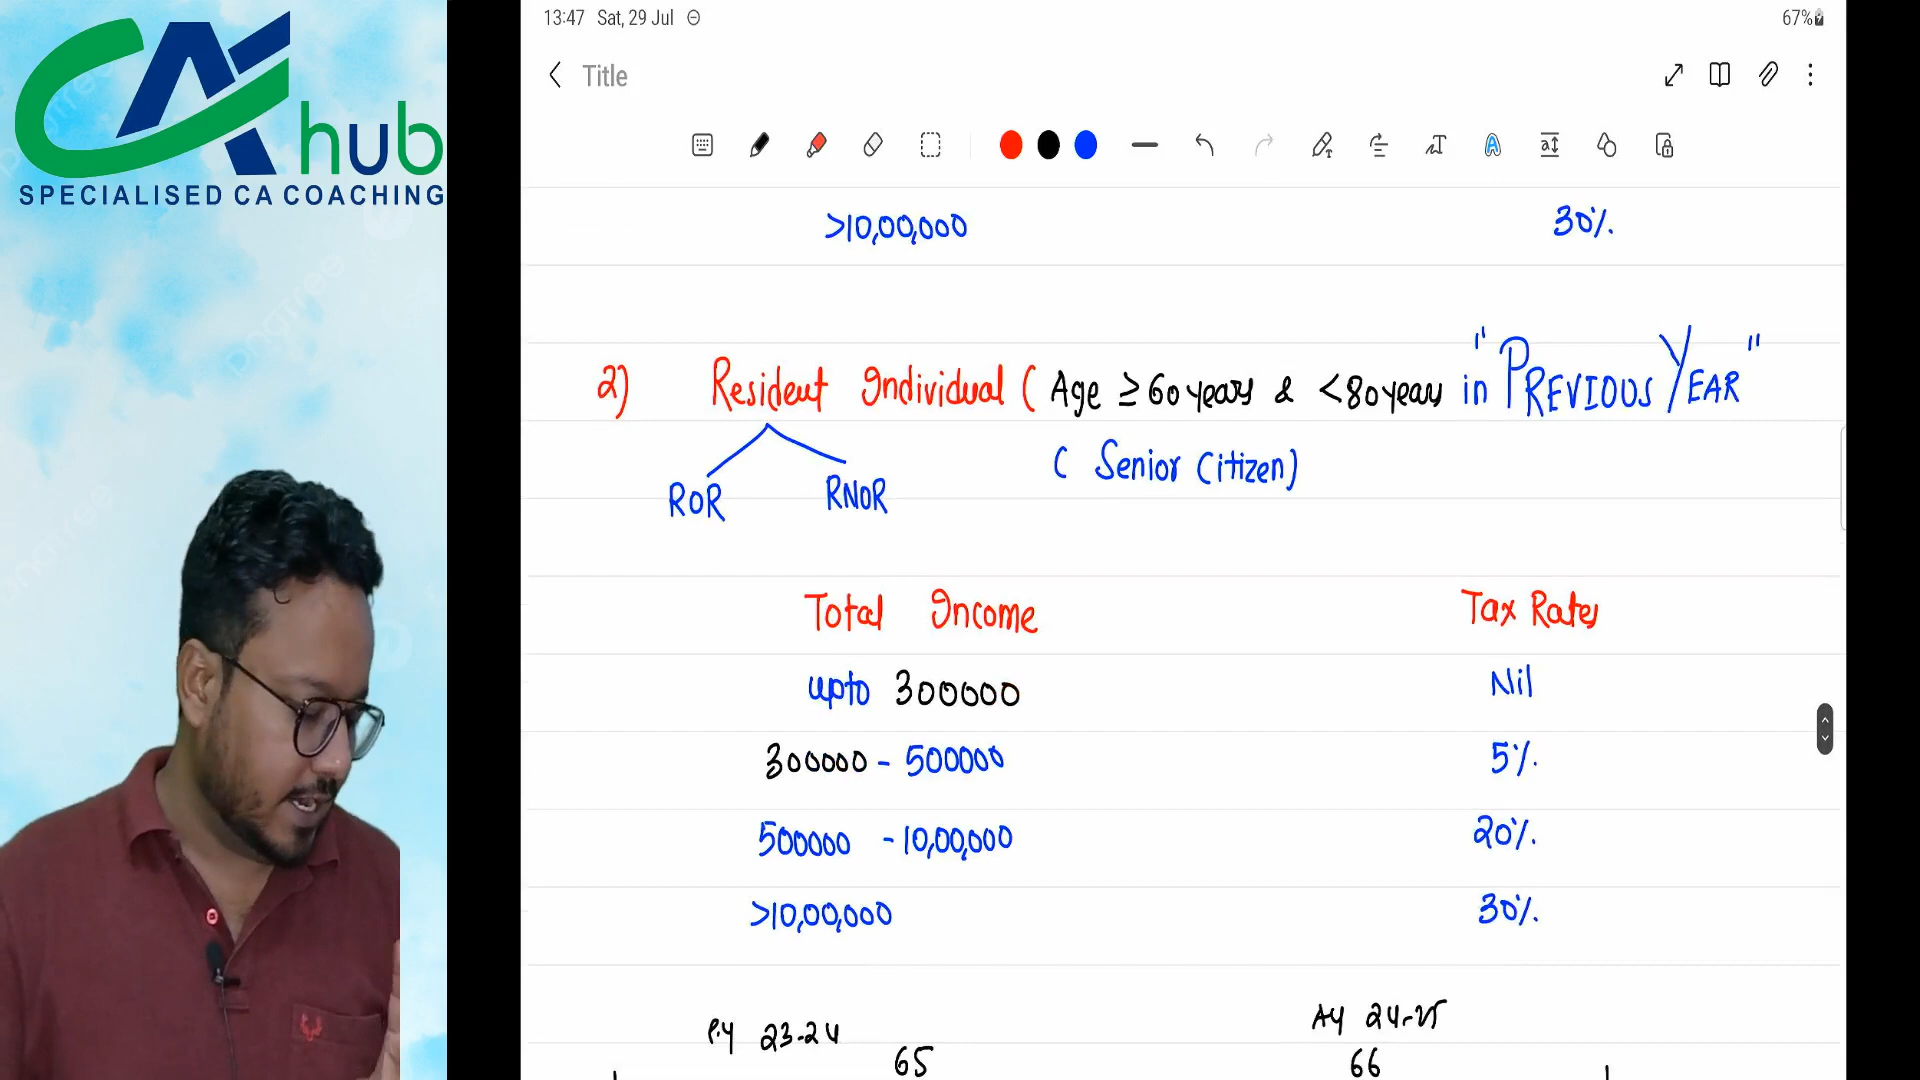 CA hub
SPECIALISED CA COACHING
13:47 Sat, 29 Jul
67%
Title
>10,00,000 30%.
2) Resident Individual ( Age ≥ 60 years & <80 years in "PREVIOUS YEAR"
( Senior Citizen)
ROR RNOR
Total Income Tax Rates
upto 300000 Nil
300000 - 500000 5%.
500000 - 10,00,000 20%.
>10,00,000 30%.
P.Y 23-24 AY 24-25
65 66